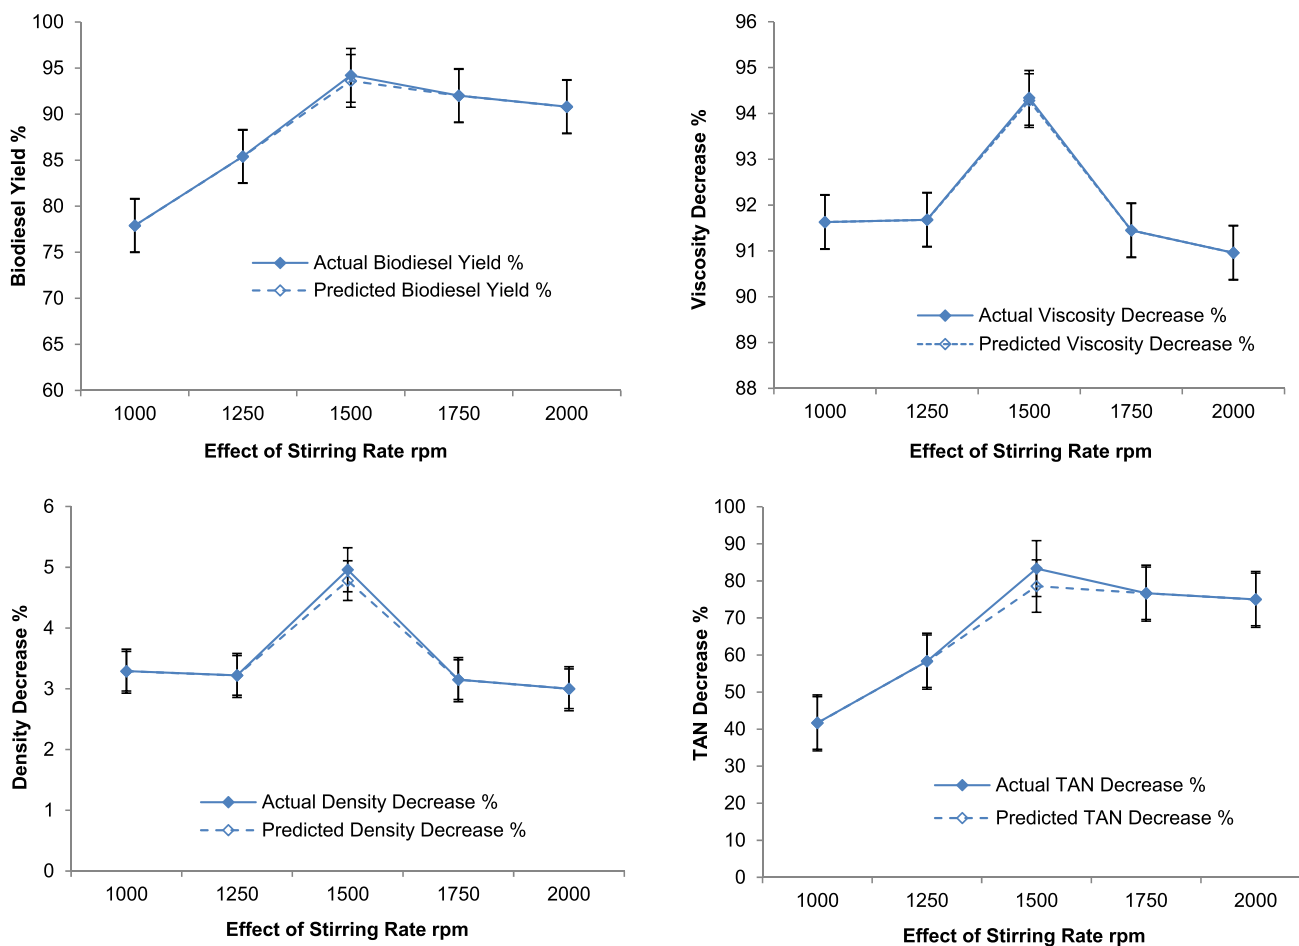 100
95
90
85
80
75
70
65
60
Biodiesel Yield %
Actual Biodiesel Yield %
Predicted Biodiesel Yield %
1000 1250 1500 1750 2000
Effect of Stirring Rate rpm
96
95
94
93
92
91
90
89
88
Viscosity Decrease %
Actual Viscosity Decrease %
Predicted Viscosity Decrease %
1000 1250 1500 1750 2000
Effect of Stirring Rate rpm
6
5
4
3
2
1
0
Density Decrease %
Actual Density Decrease %
Predicted Density Decrease %
1000 1250 1500 1750 2000
Effect of Stirring Rate rpm
100
90
80
70
60
50
40
30
20
10
0
TAN Decrease %
Actual TAN Decrease %
Predicted TAN Decrease %
1000 1250 1500 1750 2000
Effect of Stirring Rate rpm